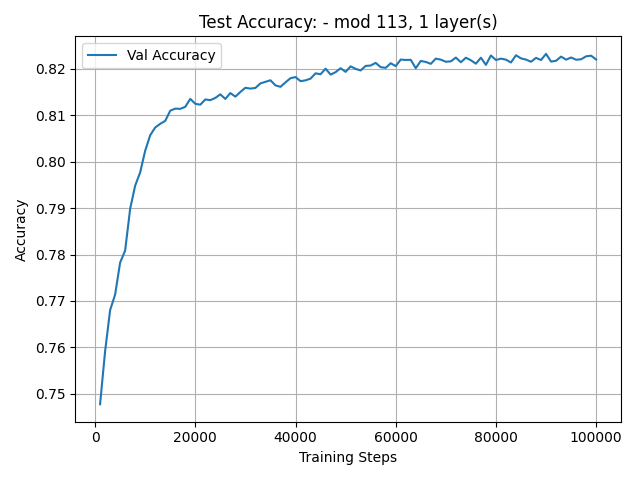 Test Accuracy: - mod 113, 1 layer(s)
Val Accuracy
0.82
0.81
0.80
0.79
0.78
0.77
0.76
0.75
Accuracy
0 20000 40000 60000 80000 100000
Training Steps